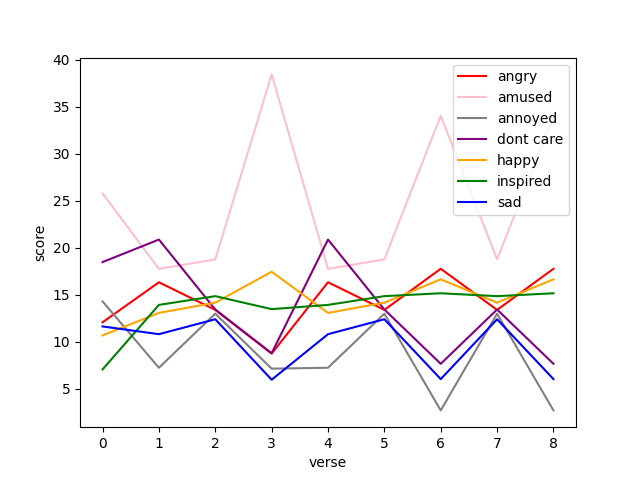 40
35
30
25
20
15
10
5
score
0 1 2 3 4 5 6 7 8
verse
angry
amused
annoyed
dont care
happy
inspired
sad